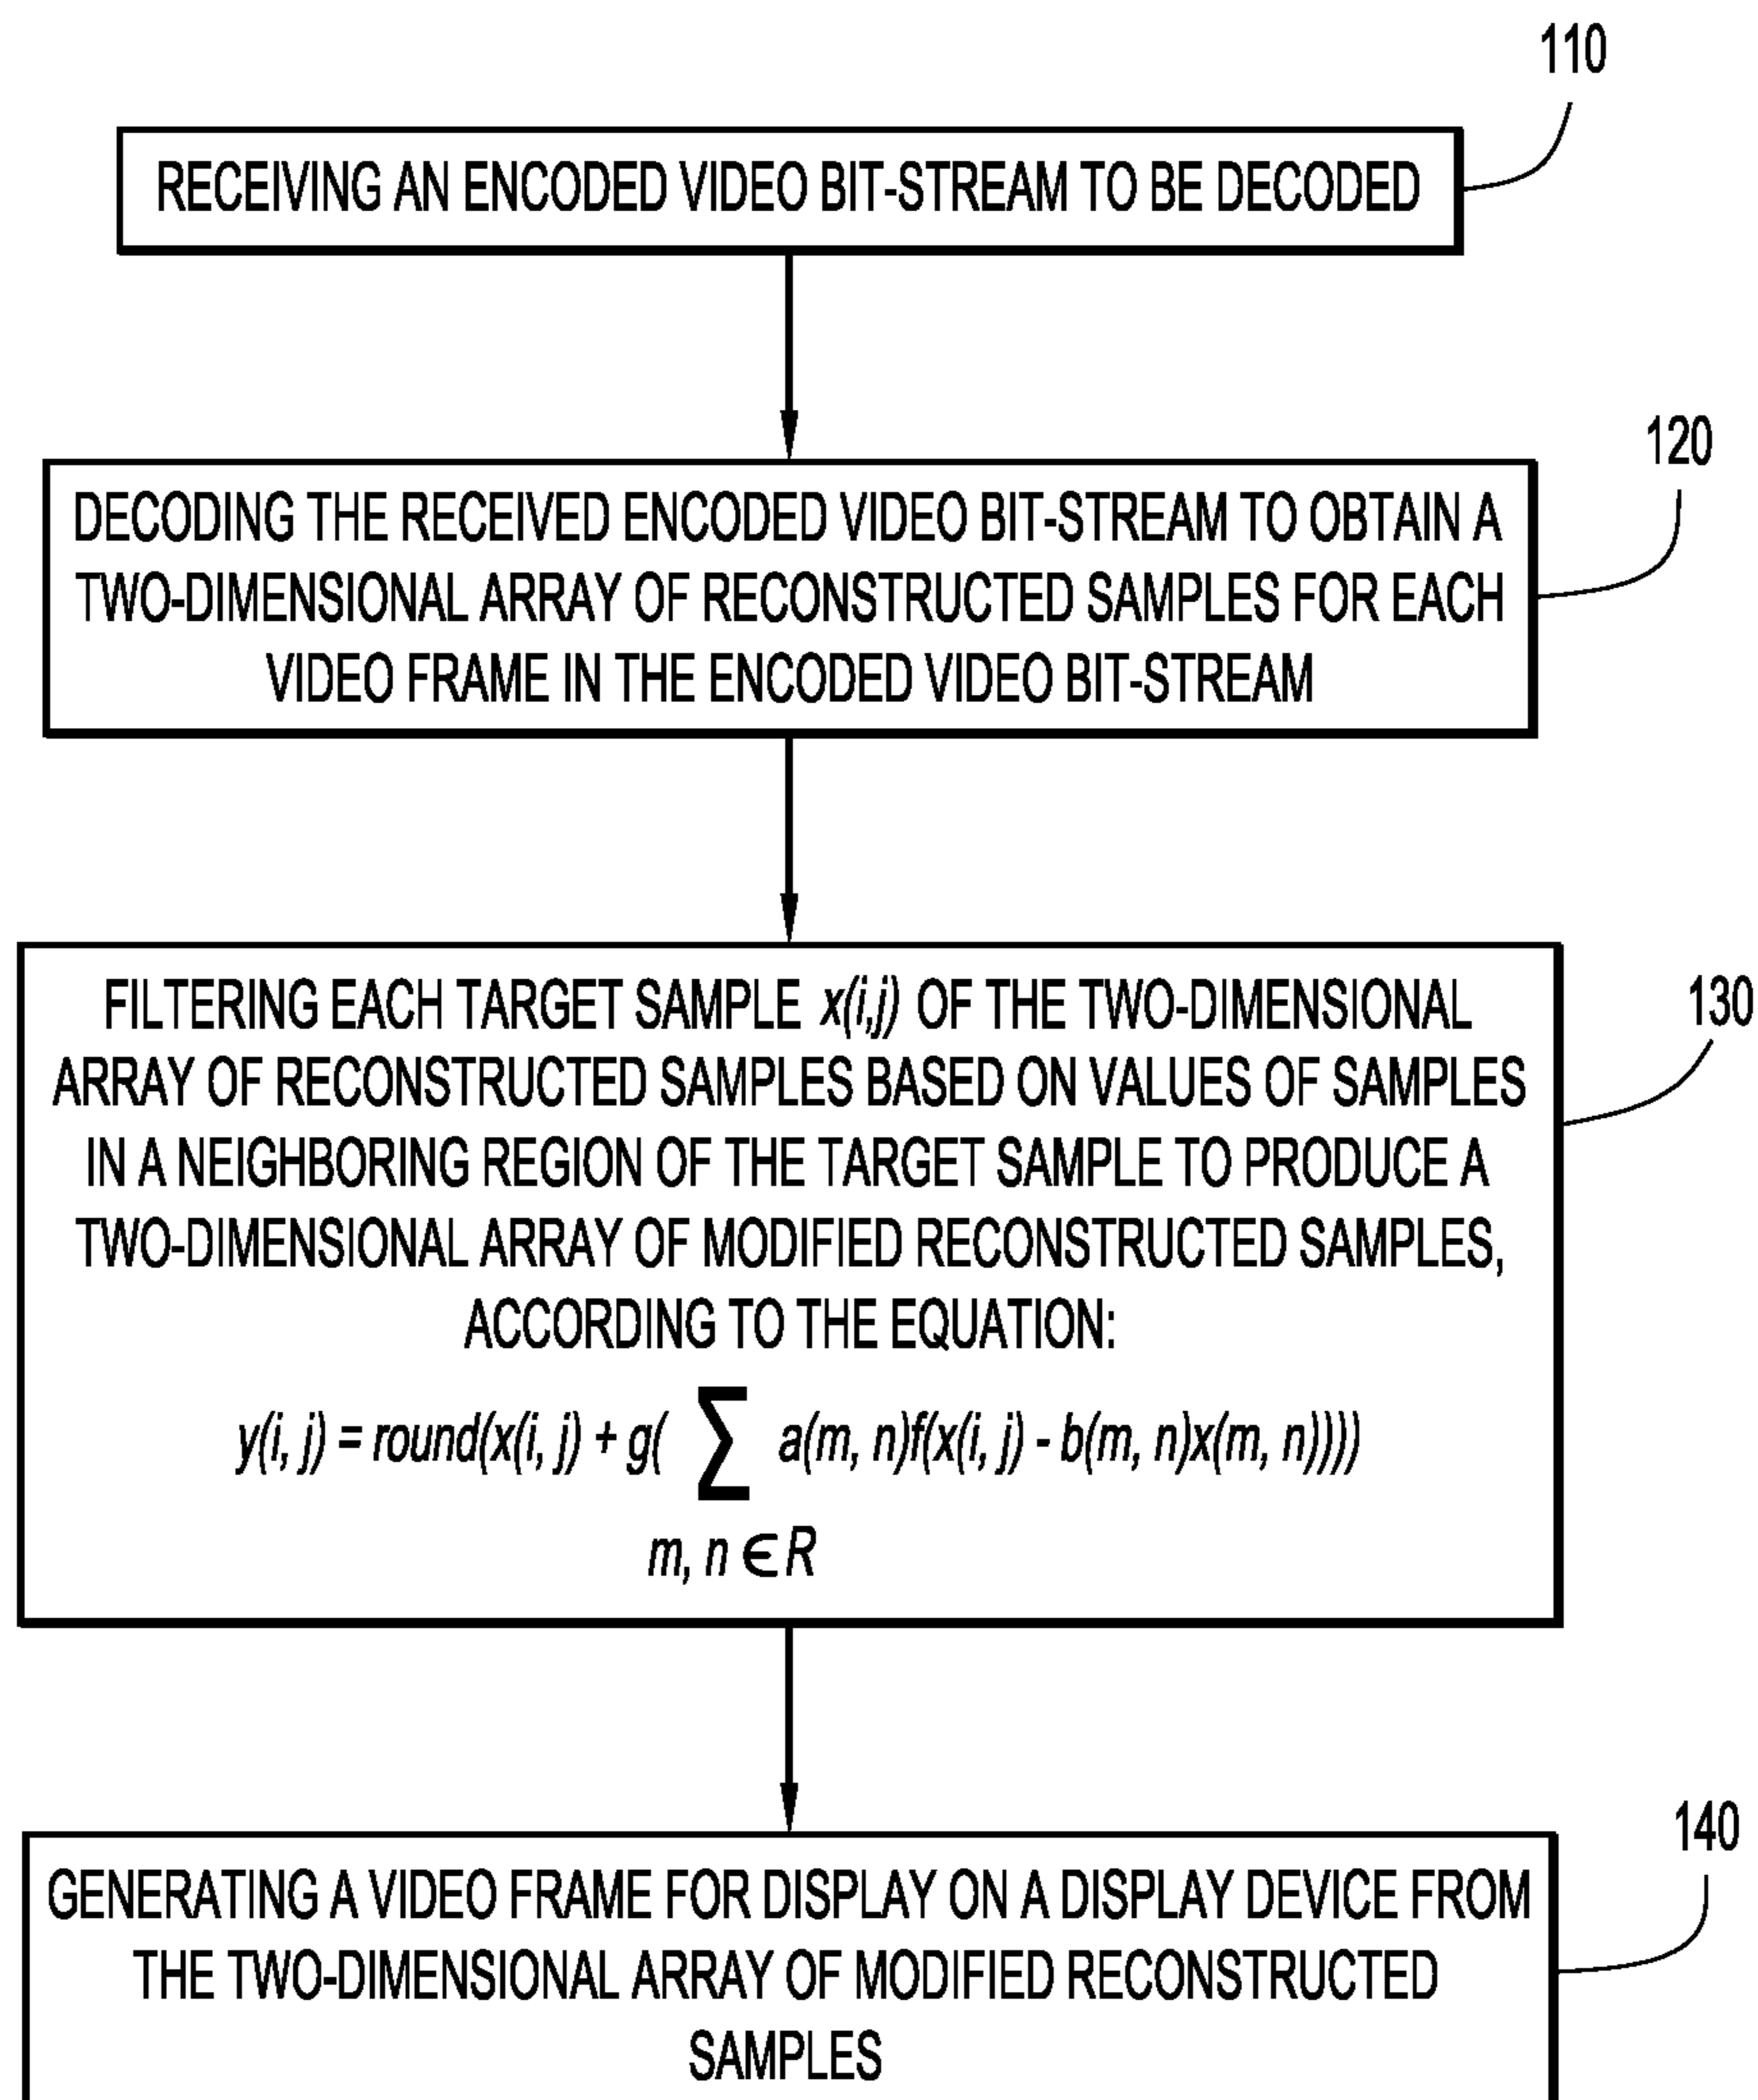 110
RECEIVING AN ENCODED VIDEO BIT-STREAM TO BE DECODED
120
DECODING THE RECEIVED ENCODED VIDEO BIT-STREAM TO OBTAIN A
TWO-DIMENSIONAL ARRAY OF RECONSTRUCTED SAMPLES FOR EACH
VIDEO FRAME IN THE ENCODED VIDEO BIT-STREAM
130
FILTERING EACH TARGET SAMPLE x(i,j) OF THE TWO-DIMENSIONAL
ARRAY OF RECONSTRUCTED SAMPLES BASED ON VALUES OF SAMPLES
IN A NEIGHBORING REGION OF THE TARGET SAMPLE TO PRODUCE A
TWO-DIMENSIONAL ARRAY OF MODIFIED RECONSTRUCTED SAMPLES,
ACCORDING TO THE EQUATION:
y(i, j) = round(x(i, j) + g( ∑ a(m, n)f(x(i, j) - b(m, n)x(m, n))))
m, n ∈ R
140
GENERATING A VIDEO FRAME FOR DISPLAY ON A DISPLAY DEVICE FROM
THE TWO-DIMENSIONAL ARRAY OF MODIFIED RECONSTRUCTED
SAMPLES